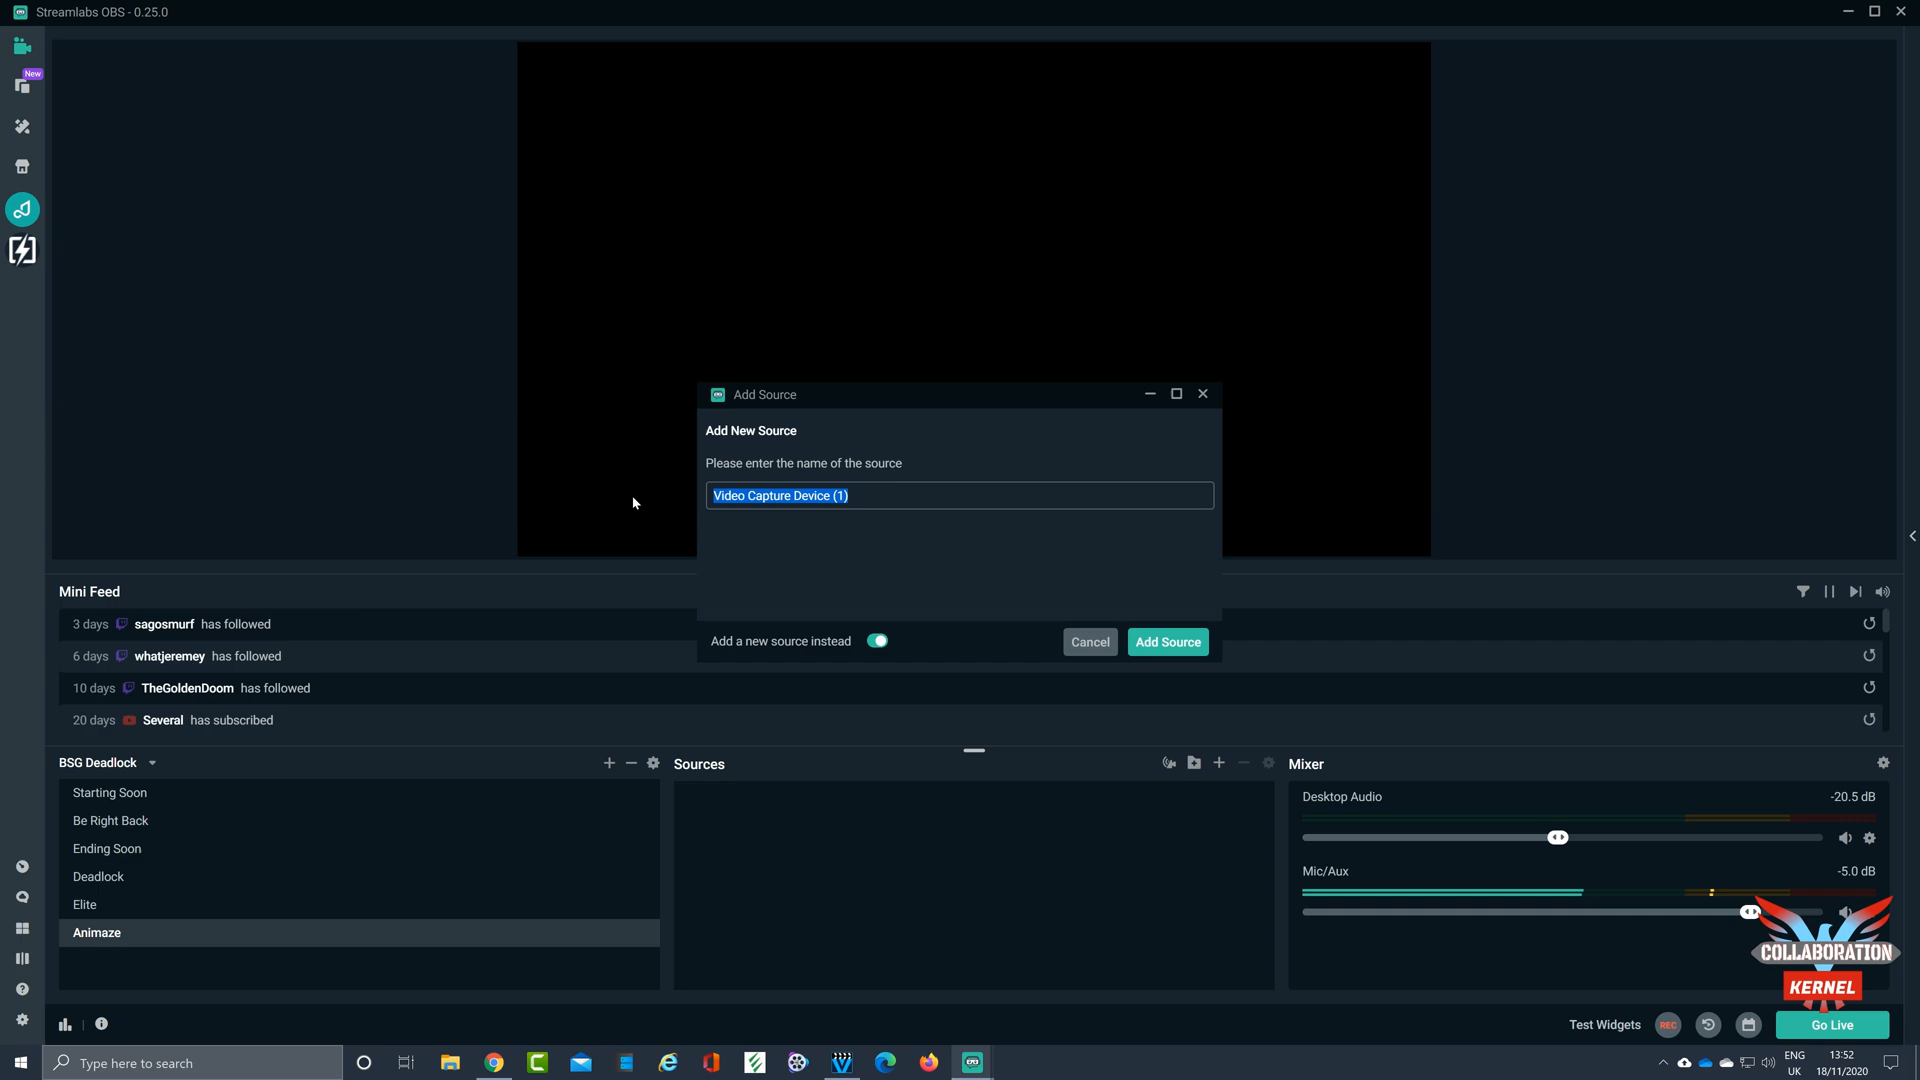 Streamlabs OBS - 0.25.0
New
Add Source
Add New Source
Please enter the name of the source
Video Capture Device (1)
Add a new source instead
Cancel
Add Source
Mini Feed
3 days sagosmurf has followed
6 days whatjeremey has followed
10 days TheGoldenDoom has followed
20 days Several has subscribed
BSG Deadlock
Starting Soon
Be Right Back
Ending Soon
Deadlock
Elite
Animaze
Sources
Mixer
Desktop Audio -20.5 dB
Mic/Aux -5.0 dB
COLLABORATION
KERNEL
Test Widgets
REC
Go Live
Type here to search
ENG
UK
13:52
18/11/2020